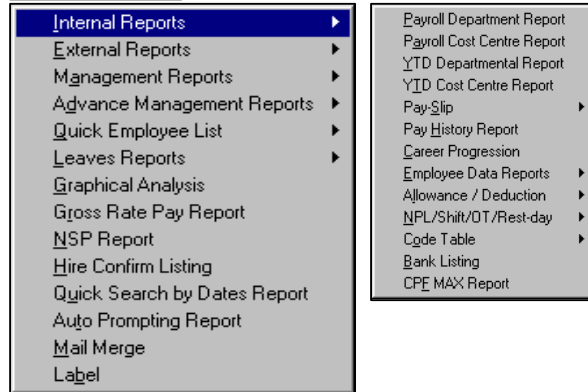 Internal Reports
External Reports
Management Reports
Advance Management Reports
Quick Employee List
Leaves Reports
Graphical Analysis
Gross Rate Pay Report
NSP Report
Hire Confirm Listing
Quick Search by Dates Report
Auto Prompting Report
Mail Merge
Label
Payroll Department Report
Payroll Cost Centre Report
YTD Departmental Report
YTD Cost Centre Report
Pay-Slip
Pay History Report
Career Progression
Employee Data Reports
Allowance / Deduction
NPL/Shift/OT/Rest-day
Code Table
Bank Listing
CPF MAX Report